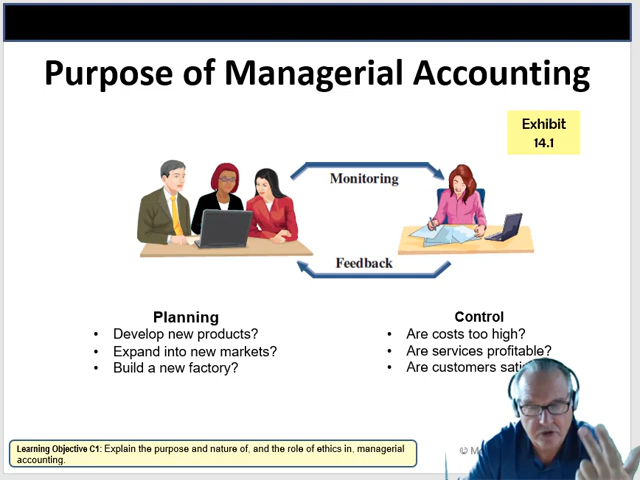 Purpose of Managerial Accounting
Exhibit
14.1
Monitoring
Feedback
Planning
• Develop new products?
• Expand into new markets?
• Build a new factory?
Control
• Are costs too high?
• Are services profitable?
• Are customers
Learning Objective C1: Explain the purpose and nature of, and the role of ethics in, managerial
accounting.
©